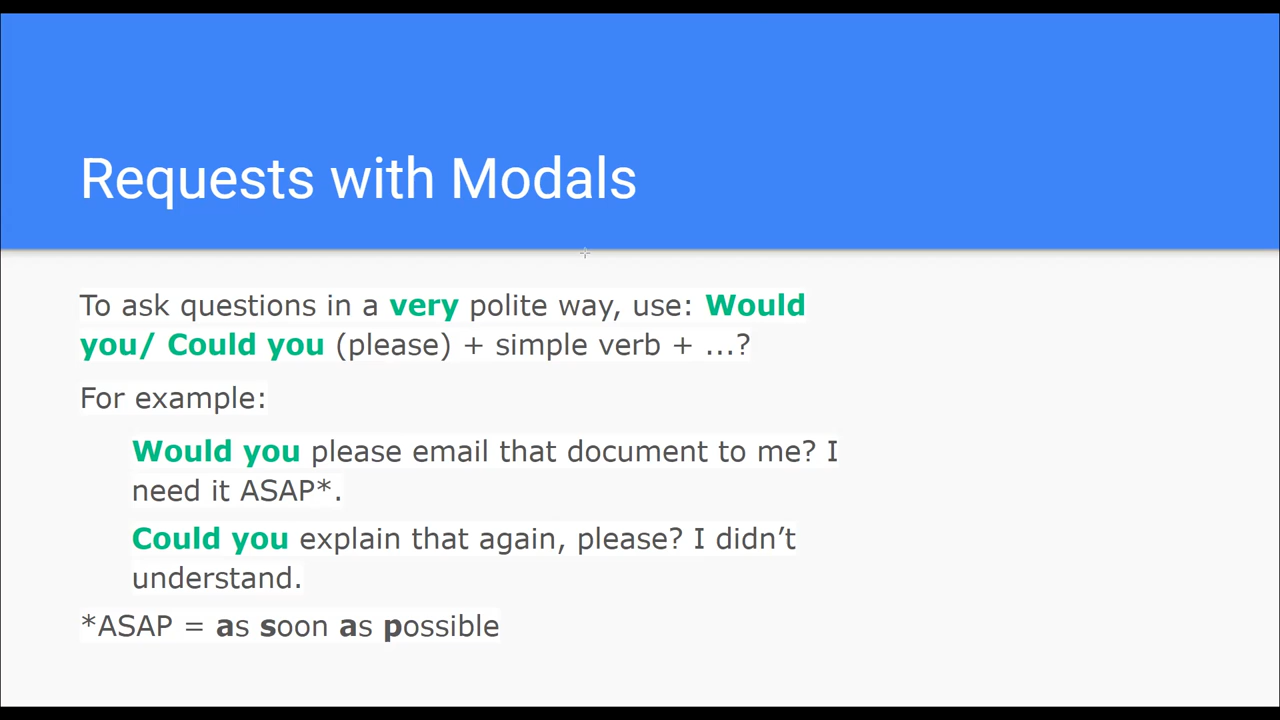 Requests with Modals
To ask questions in a very polite way, use: Would
you/ Could you (please) + simple verb + ...?
For example:
Would you please email that document to me? I
need it ASAP*.
Could you explain that again, please? I didn’t
understand.
*ASAP = as soon as possible